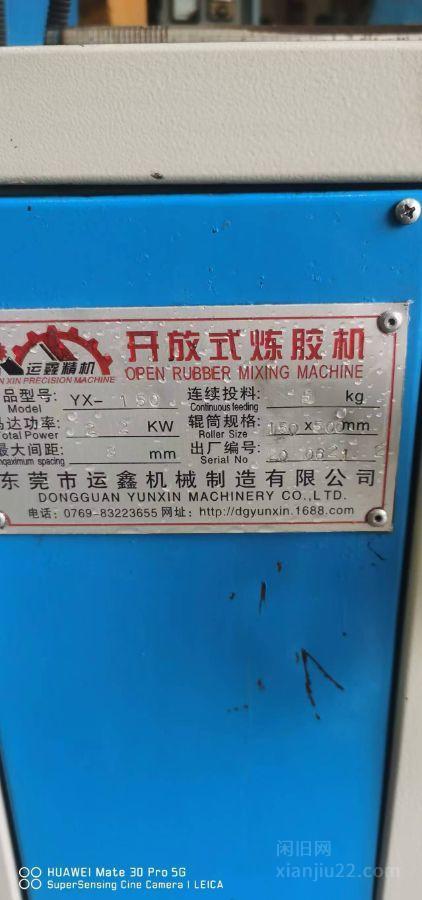 运鑫精机
N XIN PRECISION MACHINE
开放式炼胶机
OPEN RUBBER MIXING MACHINE
品型号: YX-
Model
连续投料: kg
Continuous feeding
马达功率: KW
Total Power
辊筒规格: 150 x 500 mm
Roller Size
最大间距: mm
maqaximum spacing
出厂编号:
Serial No
东莞市运鑫机械制造有限公司
DONGGUAN YUNXIN MACHINERY CO.,LTD.
电话: 0769-83223655 网址: http://dgyunxin.1688.com
闲旧网
xianjiu22.com
HUAWEI Mate 30 Pro 5G
SuperSensing Cine Camera | LEICA